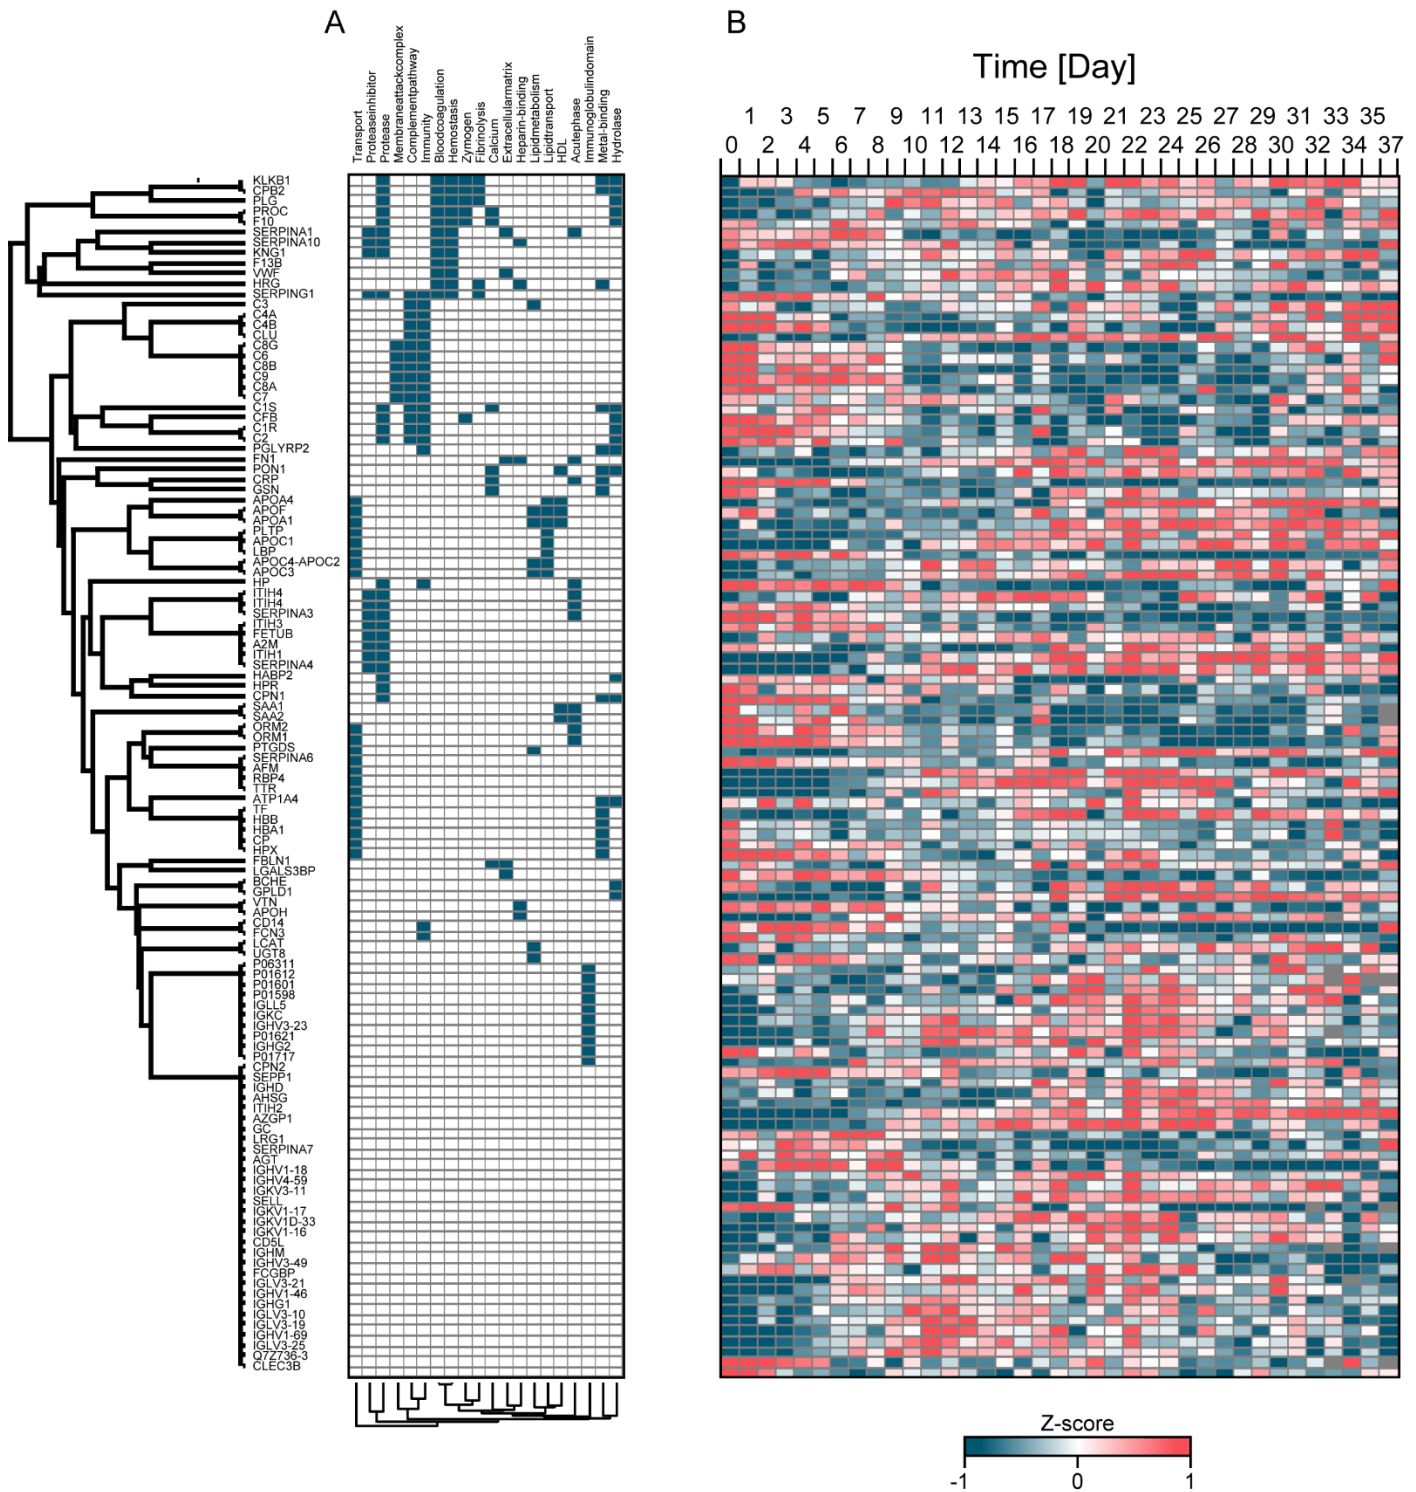 A
B
Time [Day]
Transport
Proteaseinhibitor
Protease
Membraneattackcomplex
Complementpathway
Immunity
Bloodcoagulation
Hemostasis
Zymogen
Fibrinolysis
Calcium
Extracellularmatrix
Heparin-binding
Lipidmetabolism
Lipidtransport
HDL
Acutephase
Immunoglobulindomain
Metal-binding
Hydrolase
1 3 5 7 9 11 13 15 17 19 21 23 25 27 29 31 33 35
0 2 4 6 8 10 12 14 16 18 20 22 24 26 28 30 32 34 37
KLKB1
CPB2
PLG
PROC
F10
SERPINA1
SERPINA10
KNG1
F13B
VWF
HRG
SERPING1
C3
C4A
C4B
CLU
C8G
C6
C8B
C9
C8A
C7
C1S
CFB
C1R
C2
PGLYRP2
FN1
PON1
CRP
GSN
APOA4
APOF
APOA1
PLTP
APOC1
LBP
APOC4-APOC2
APOC3
HP
ITIH4
ITIH4
SERPINA3
ITIH3
FETUB
A2M
ITIH1
SERPINA4
HABP2
HPR
CPN1
SAA1
SAA2
ORM2
ORM1
PTGDS
SERPINA6
AFM
RBP4
TTR
ATP1A4
TF
HBB
HBA1
CP
HPX
FBLN1
LGALS3BP
BCHE
GPLD1
VTN
APOH
CD14
FCN3
LCAT
UGT8
P06311
P01612
P01601
P01598
IGLL5
IGKC
IGHV3-23
P01621
IGHG2
P01717
CPN2
SEPP1
IGHD
AHSG
ITIH2
AZGP1
GC
LRG1
SERPINA7
AGT
IGHV1-18
IGHV4-59
IGKV3-11
SELL
IGKV1-17
IGKV1D-33
IGKV1-16
CD5L
IGHM
IGHV3-49
FCGBP
IGLV3-21
IGHV1-46
IGHG1
IGLV3-10
IGLV3-19
IGHV1-69
IGLV3-25
Q7Z736-3
CLEC3B
Z-score
-1 0 1